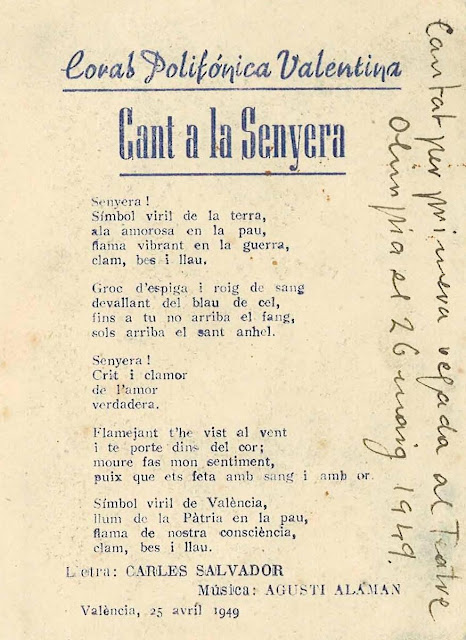 Coral Polifónica Valentina
Cant a la Senyera
Senyera !
Símbol viril de la terra,
ala amorosa en la pau,
flama vibrant en la guerra,
clam, bes i llau.
Groc d'espiga i roig de sang
devallant del blau de cel,
fins a tu no arriba el fang,
sols arriba el sant anhel.
Senyera !
Crit i clamor
de l'amor
verdadera.
Flamejant t'he vist al vent
i te porte dins del cor;
moure fas mon sentiment,
puix que ets feta amb sang i amb or.
Símbol viril de València,
llum de la Pàtria en la pau,
flama de nostra consciència,
clam, bes i llau.
Lletra: CARLES SALVADOR
Música: AGUSTI ALAMAN
València, 25 avríl 1949
Cantat per primera vegada al Teatre
Olimpia el 26 maig 1949.